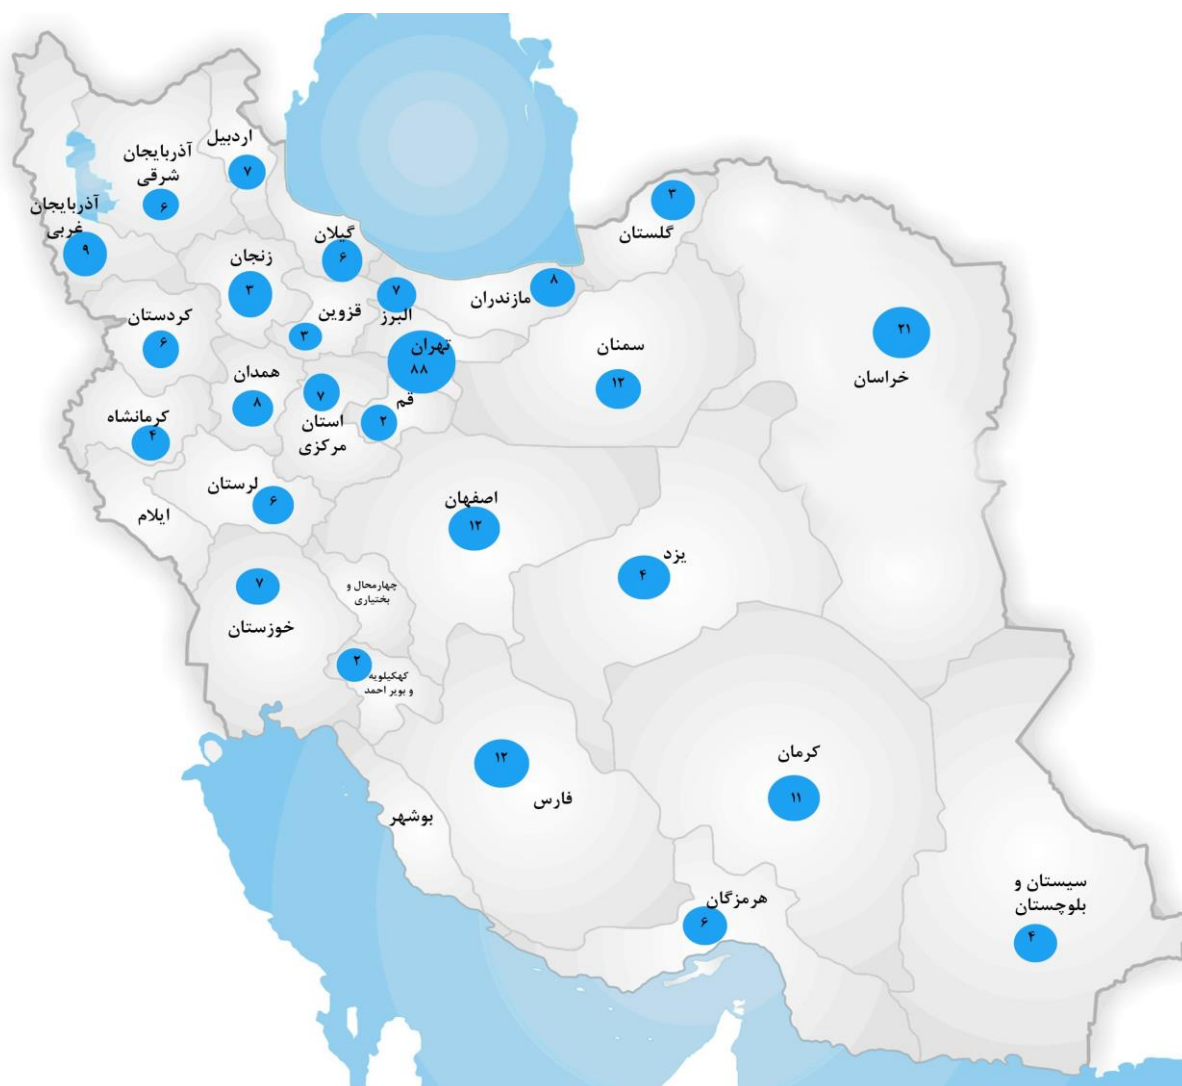 اردبیل
۷
آذربایجان
شرقی
۶
آذربایجان
غربی
۹
گیلان
۶
زنجان
۳
گلستان
۳
مازندران
۸
البرز
۷
قزوین
۳
تهران
۸۸
سمنان
۱۲
خراسان
۲۱
کردستان
۶
همدان
۸
استان
مرکزی
۷
قم
۲
کرمانشاه
۴
لرستان
۶
ایلام
اصفهان
۱۲
یزد
۴
خوزستان
۷
چهارمحال و
بختیاری
۲
کهکیلویه
و بویر احمد
فارس
۱۲
کرمان
۱۱
بوشهر
هرمزگان
۶
سیستان و
بلوچستان
۴